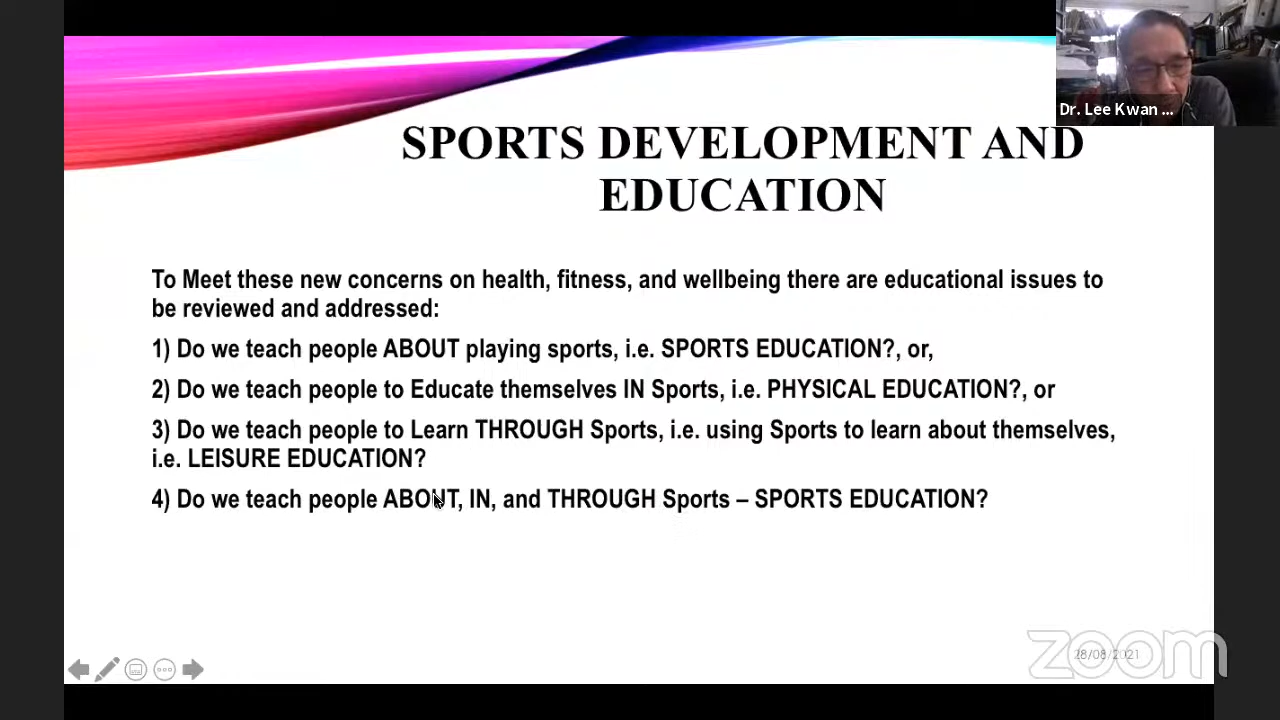 Dr. Lee Kwan ...
SPORTS DEVELOPMENT AND
EDUCATION
To Meet these new concerns on health, fitness, and wellbeing there are educational issues to
be reviewed and addressed:
1) Do we teach people ABOUT playing sports, i.e. SPORTS EDUCATION?, or,
2) Do we teach people to Educate themselves IN Sports, i.e. PHYSICAL EDUCATION?, or
3) Do we teach people to Learn THROUGH Sports, i.e. using Sports to learn about themselves,
i.e. LEISURE EDUCATION?
4) Do we teach people ABOUT, IN, and THROUGH Sports – SPORTS EDUCATION?
28/08/2021
zoom